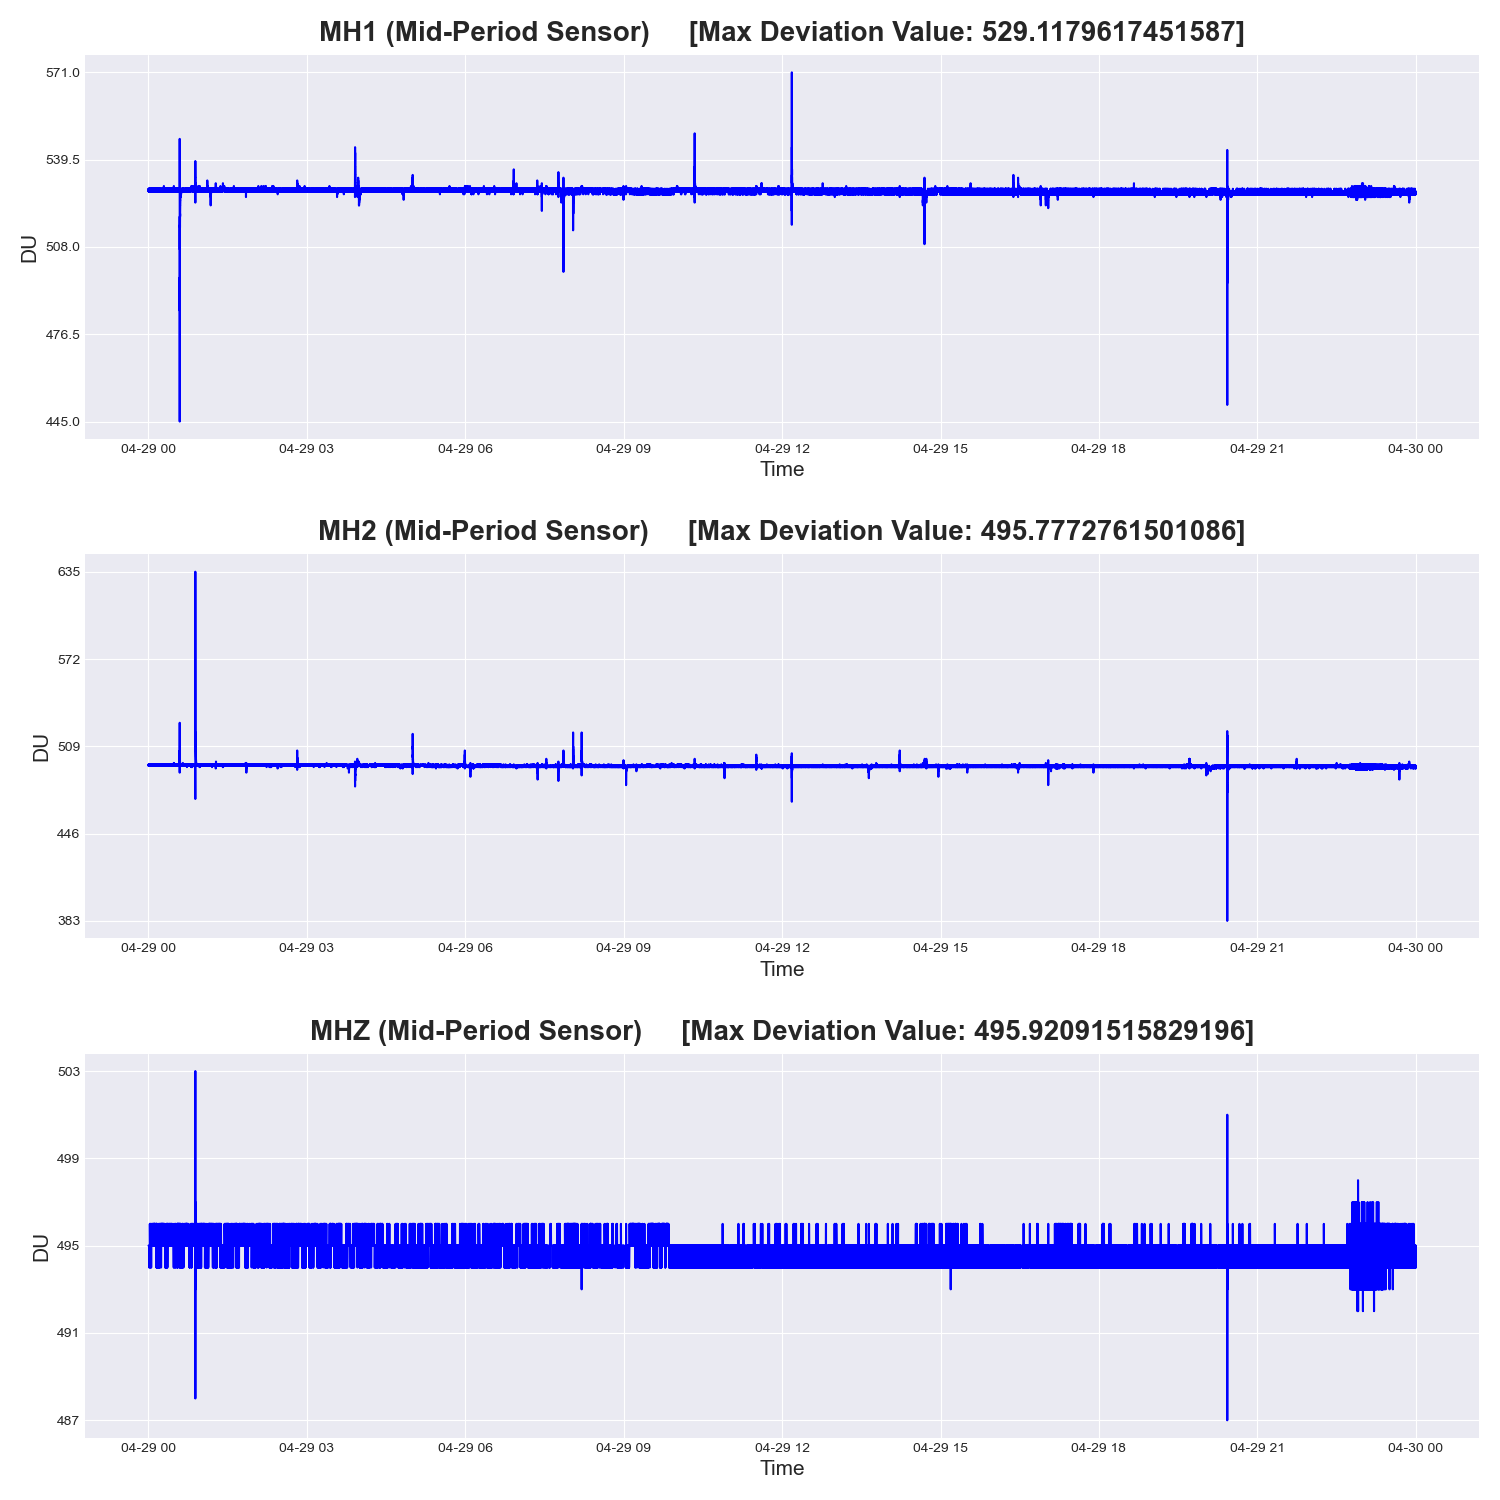 MH1 (Mid-Period Sensor) [Max Deviation Value: 529.1179617451587]
571.0
539.5
508.0
476.5
445.0
DU
04-29 00 04-29 03 04-29 06 04-29 09 04-29 12 04-29 15 04-29 18 04-29 21 04-30 00
Time
MH2 (Mid-Period Sensor) [Max Deviation Value: 495.7772761501086]
635
572
509
446
383
DU
04-29 00 04-29 03 04-29 06 04-29 09 04-29 12 04-29 15 04-29 18 04-29 21 04-30 00
Time
MHZ (Mid-Period Sensor) [Max Deviation Value: 495.92091515829196]
503
499
495
491
487
DU
04-29 00 04-29 03 04-29 06 04-29 09 04-29 12 04-29 15 04-29 18 04-29 21 04-30 00
Time